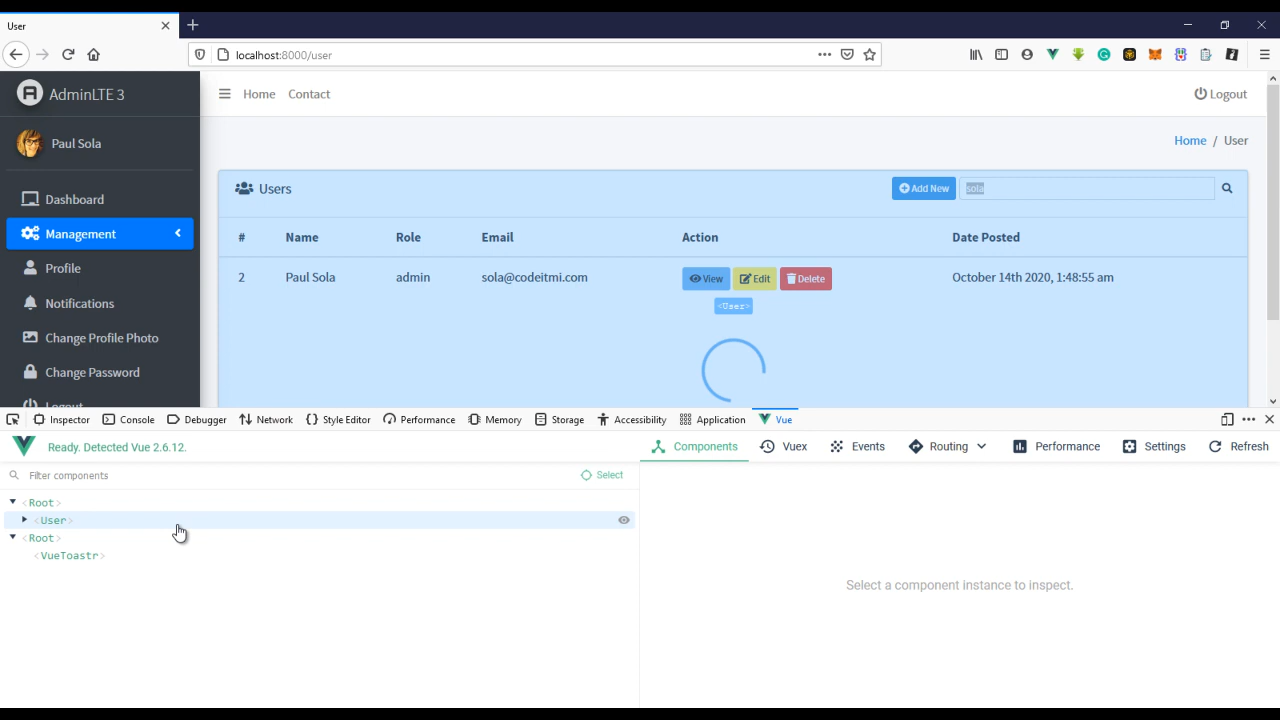 User
localhost:8000/user
AdminLTE 3
Home Contact
Logout
Paul Sola
Home / User
Users
Add New
sola
Dashboard
Management
Profile
Notifications
Change Profile Photo
Change Password
Logout
# Name Role Email Action Date Posted
2 Paul Sola admin sola@codeitmi.com View Edit Delete October 14th 2020, 1:48:55 am
<User>
Inspector Console Debugger Network Style Editor Performance Memory Storage Accessibility Application Vue
Ready. Detected Vue 2.6.12.
Components Vuex Events Routing Performance Settings Refresh
Filter components
Select
<Root>
<User>
<Root>
<VueToastr>
Select a component instance to inspect.